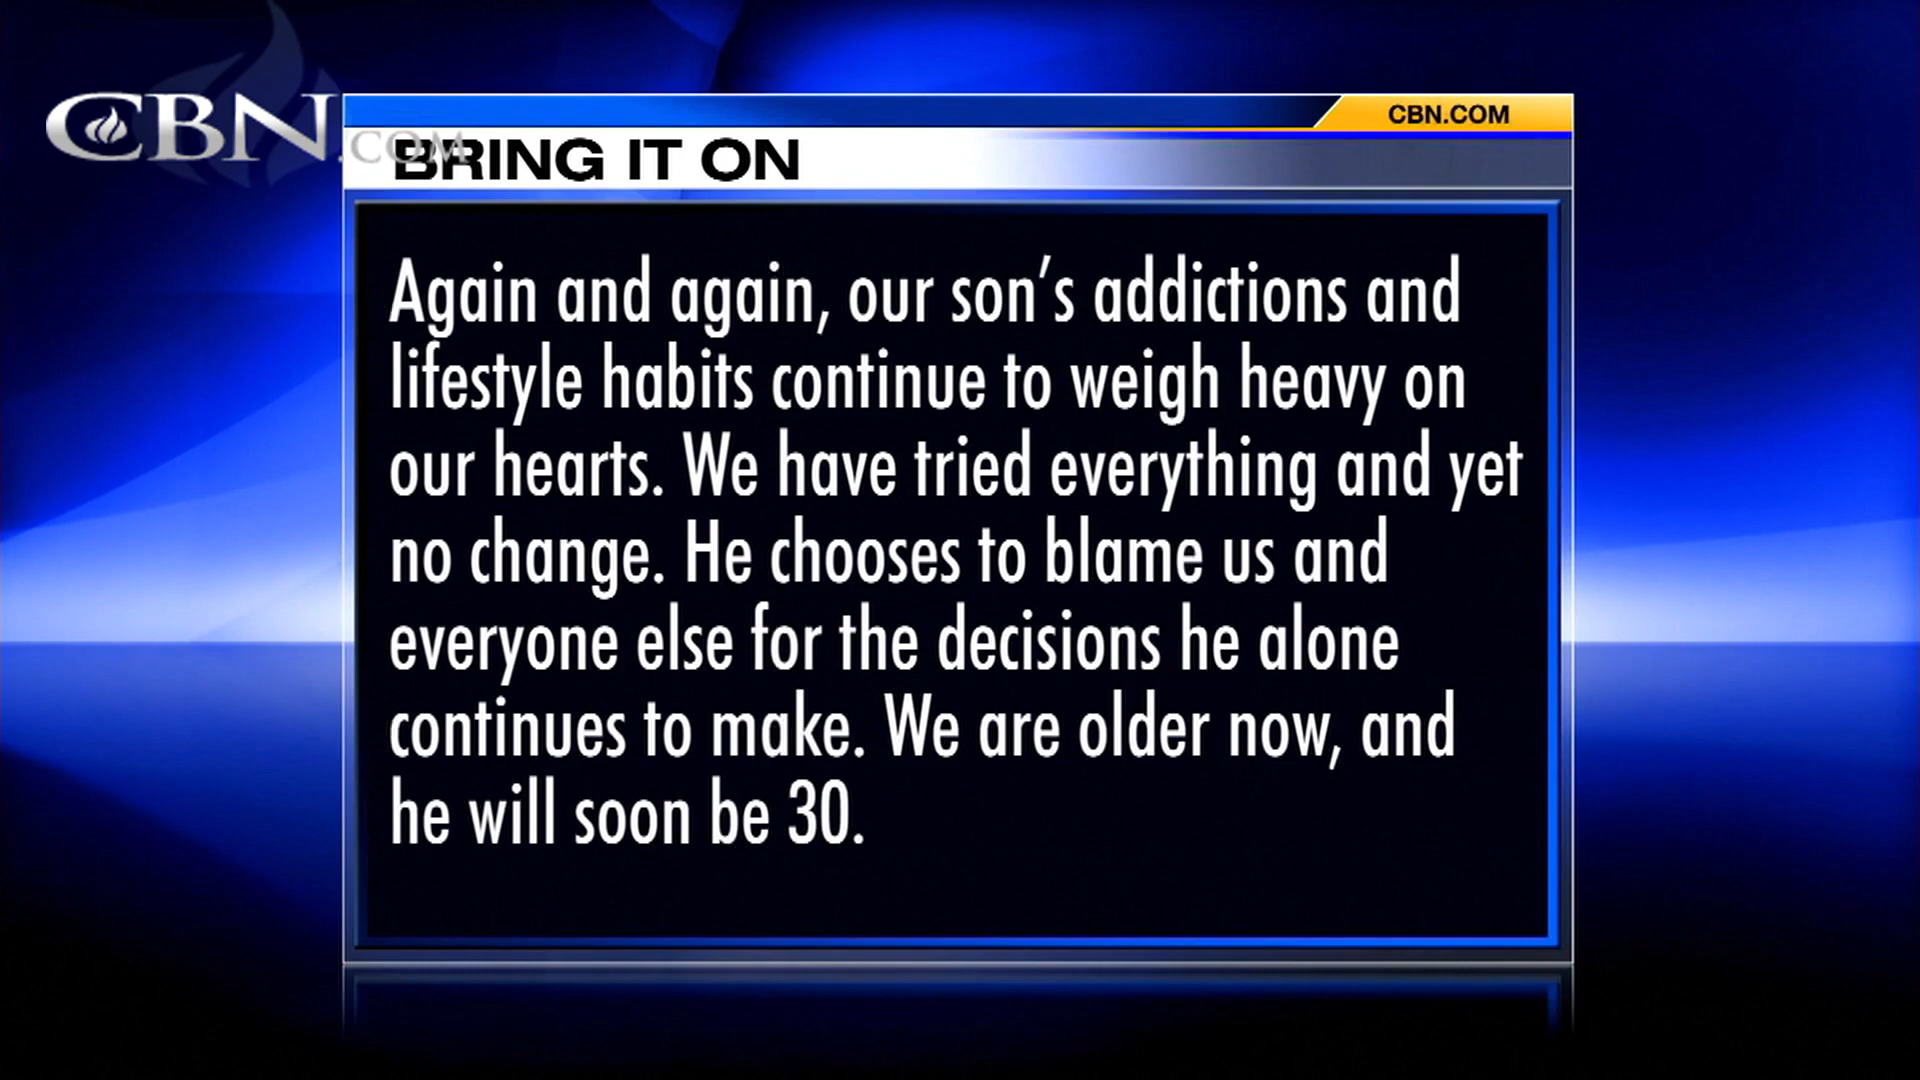 CBN.COM
CBN.COM
BRING IT ON
Again and again, our son's addictions and
lifestyle habits continue to weigh heavy on
our hearts. We have tried everything and yet
no change. He chooses to blame us and
everyone else for the decisions he alone
continues to make. We are older now, and
he will soon be 30.